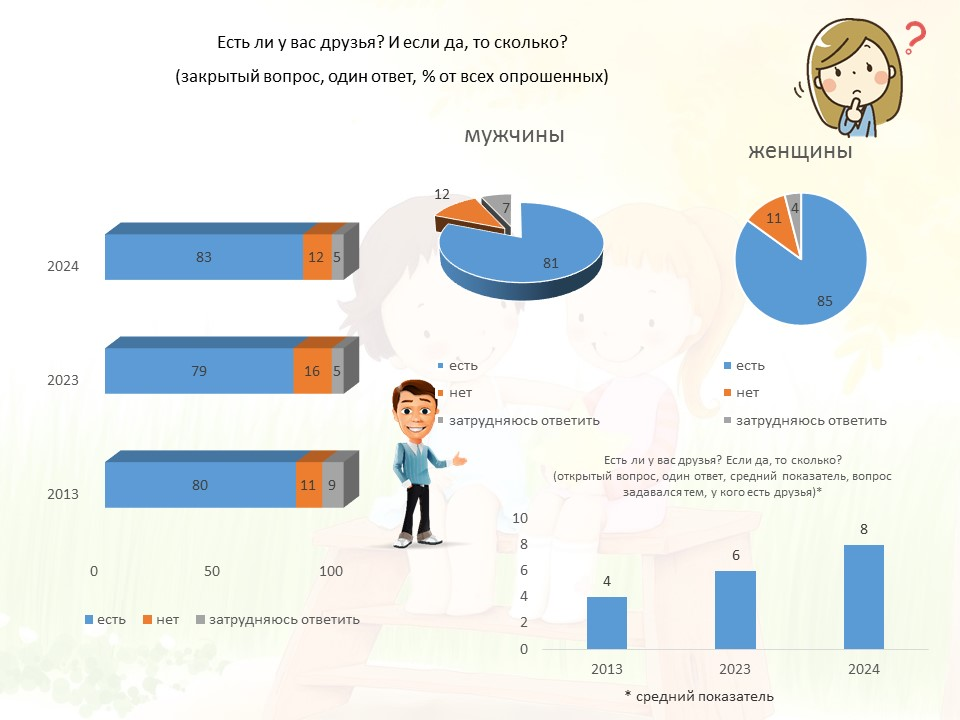 Есть ли у вас друзья? И если да, то сколько?
(закрытый вопрос, один ответ, % от всех опрошенных)
?
мужчины
женщины
2024
83
12
5
2023
79
16
5
2013
80
11
9
0
50
100
есть
нет
затрудняюсь ответить
12
7
81
есть
нет
затрудняюсь ответить
11
4
85
есть
нет
затрудняюсь ответить
Есть ли у вас друзья? Если да, то сколько?
(открытый вопрос, один ответ, средний показатель, вопрос
задавался тем, у кого есть друзья)*
10
8
6
4
2
0
4
6
8
2013
2023
2024
* средний показатель